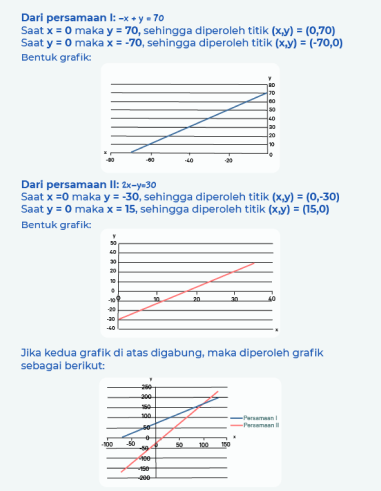 Dari persamaan I: -x + y = 70
Saat x = 0 maka y = 70, sehingga diperoleh titik (x,y) = (0,70)
Saat y = 0 maka x = -70, sehingga diperoleh titik (x,y) = (-70,0)
Bentuk grafik:
y
80
70
60
50
40
30
20
10
0
x
-80 -60 -40 -20
Dari persamaan II: 2x-y=30
Saat x =0 maka y = -30, sehingga diperoleh titik (x,y) = (0,-30)
Saat y = 0 maka x = 15, sehingga diperoleh titik (x,y) = (15,0)
Bentuk grafik:
y
50
40
30
20
10
0
-10 0 10 20 30 40
-20
-30
-40
x
Jika kedua grafik di atas digabung, maka diperoleh grafik
sebagai berikut:
y
250
200
150
100
50
0
x
-100 -50 0 50 100 150
-50
-100
-150
-200
Persamaan I
Persamaan II